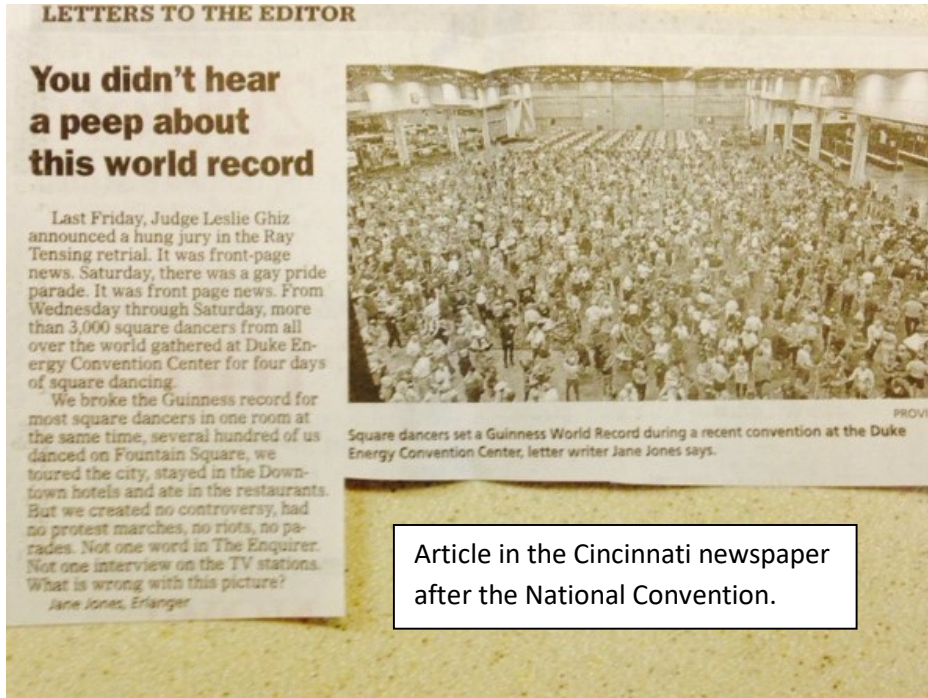 LETTERS TO THE EDITOR
You didn't hear
a peep about
this world record
Last Friday, Judge Leslie Ghiz
announced a hung jury in the Ray
Tensing retrial. It was front-page
news. Saturday, there was a gay pride
parade. It was front page news. From
Wednesday through Saturday, more
than 3,000 square dancers from all
over the world gathered at Duke En-
ergy Convention Center for four days
of square dancing.
We broke the Guinness record for
most square dancers in one room at
the same time, several hundred of us
danced on Fountain Square, we
toured the city, stayed in the Down-
town hotels and ate in the restaurants.
But we created no controversy, had
no protest marches, no riots, no pa-
rades. Not one word in The Enquirer.
Not one interview on the TV stations.
What is wrong with this picture?
Jane Jones, Erlanger
PROVI
Square dancers set a Guinness World Record during a recent convention at the Duke
Energy Convention Center, letter writer Jane Jones says.
Article in the Cincinnati newspaper
after the National Convention.